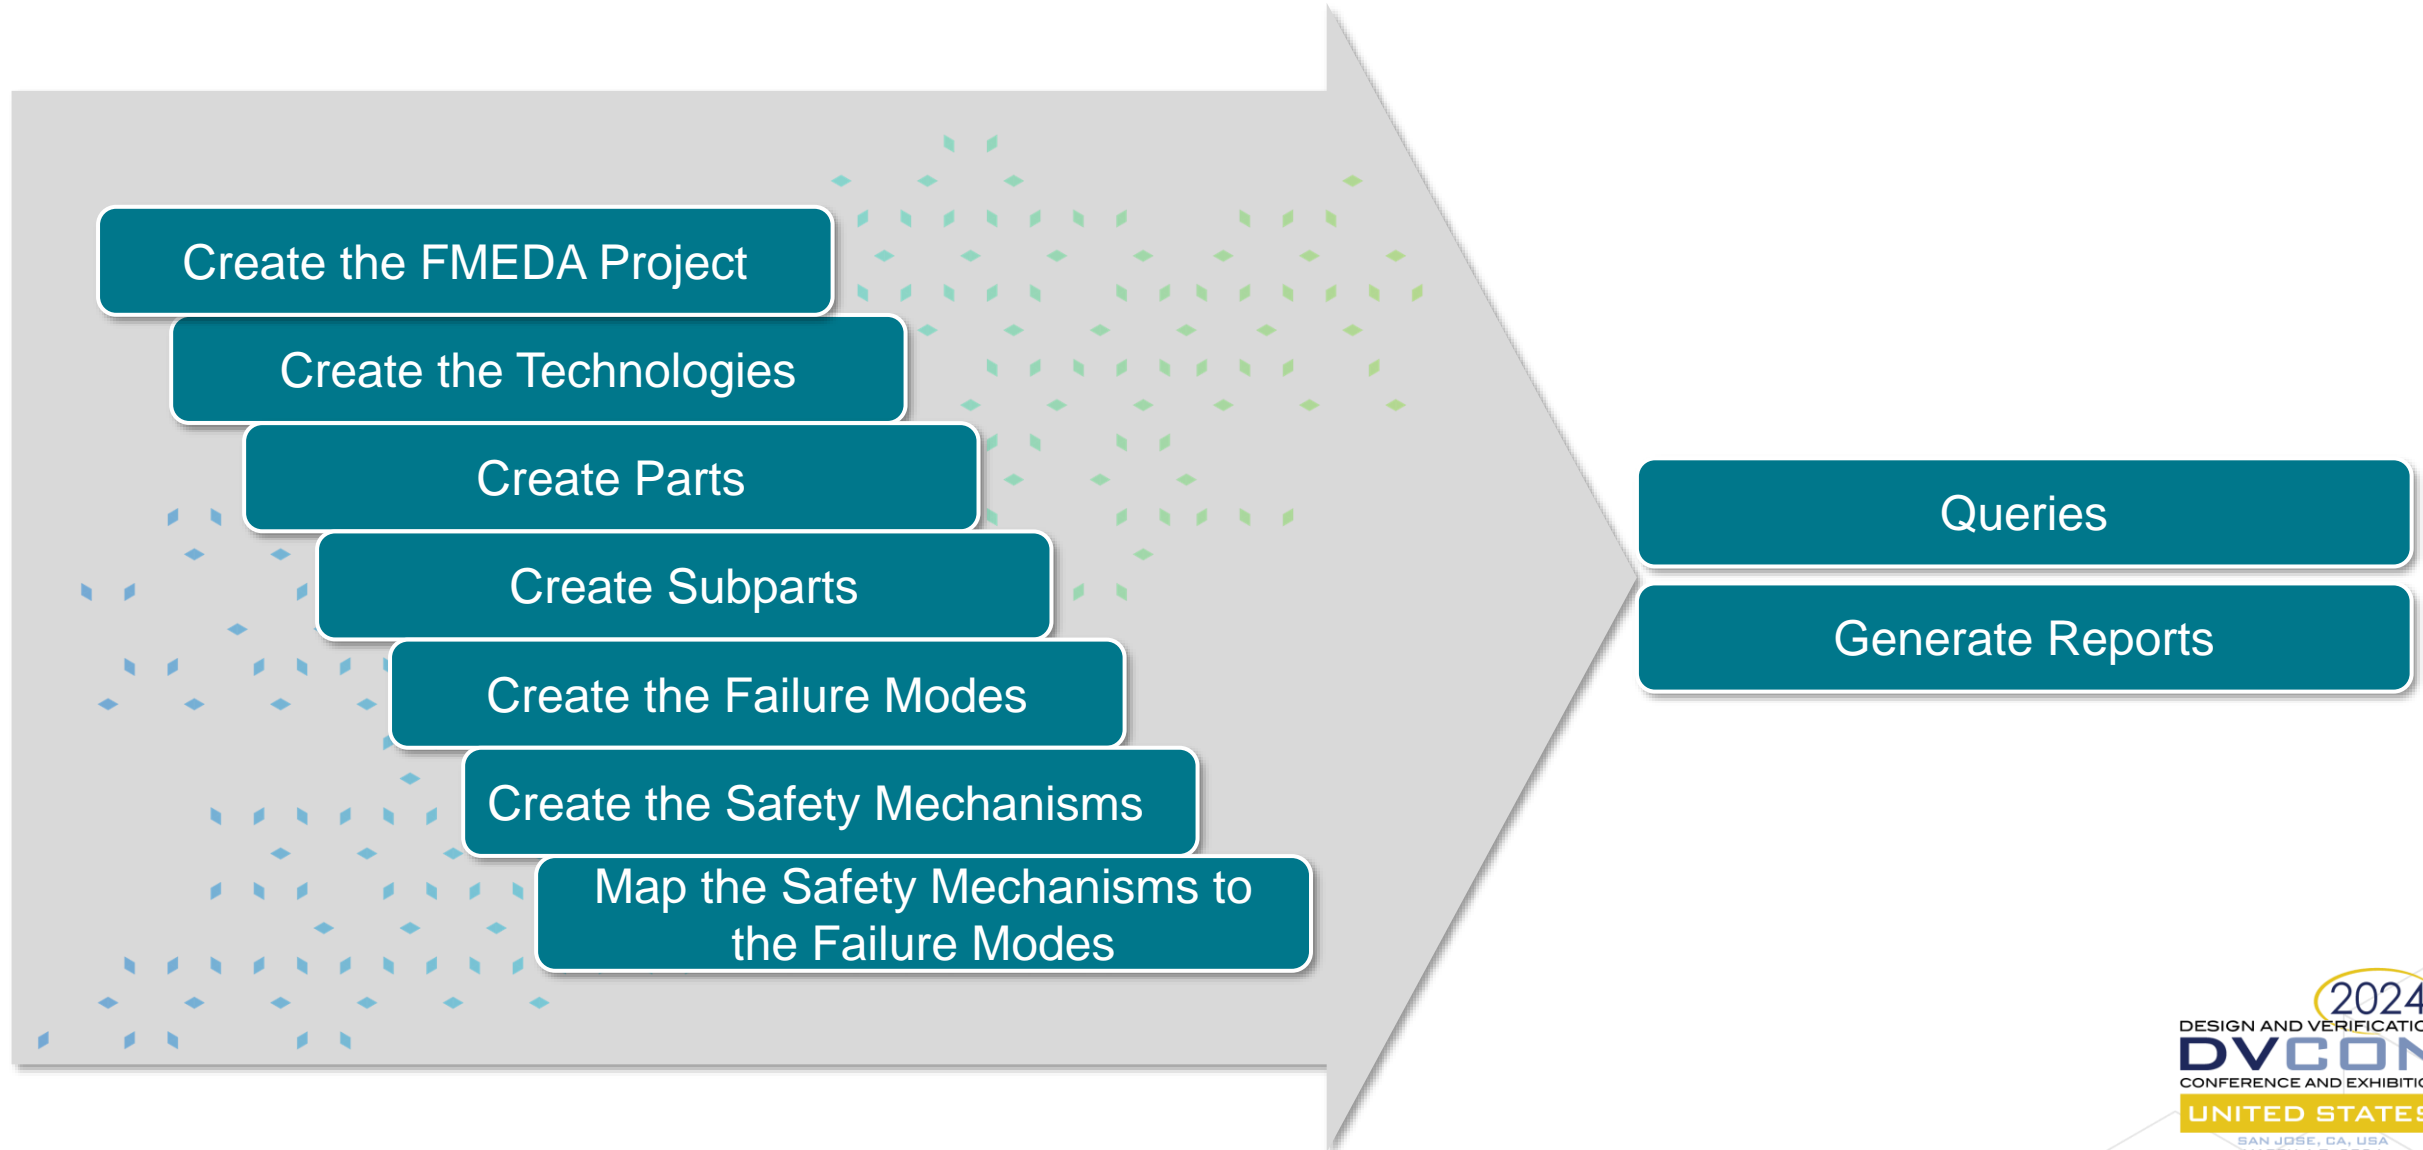 Create the FMEDA Project
Create the Technologies
Create Parts
Create Subparts
Create the Failure Modes
Create the Safety Mechanisms
Map the Safety Mechanisms to
the Failure Modes
Queries
Generate Reports
2024
DESIGN AND VERIFICATIO
DVCON
CONFERENCE AND EXHIBITIO
UNITED STATES
SAN JOSE, CA, USA